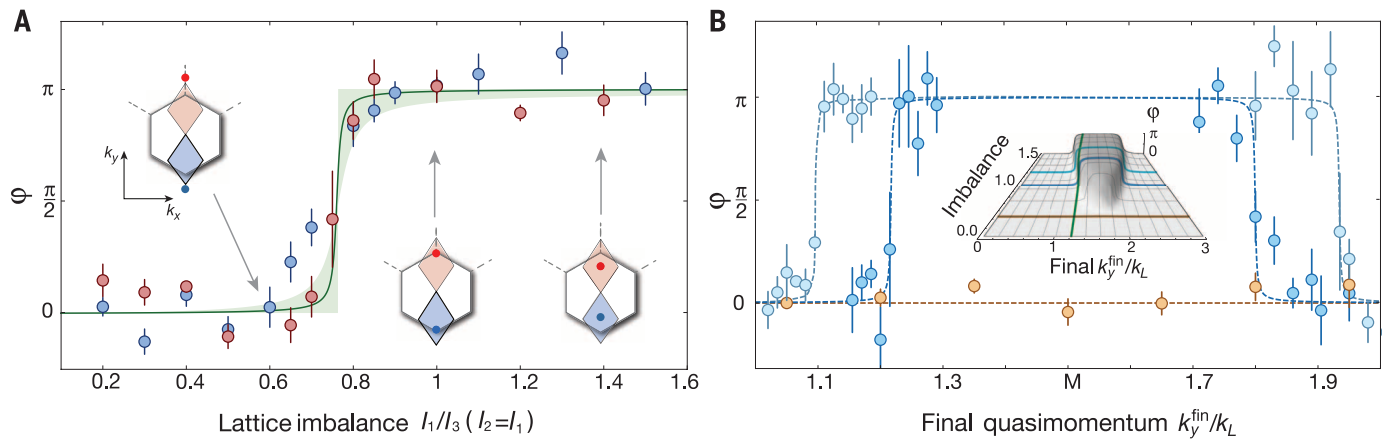 A
φ
π
π/2
0
k_y
k_x
0.2 0.4 0.6 0.8 1 1.2 1.4 1.6
Lattice imbalance I_1/I_3 ( I_2=I_1)
B
π
π/2
0
φ
π
0
Imbalance
1.5
1.0
0.0
0 1 2 3
Final k_y^fin/k_L
1.1 1.3 M 1.7 1.9
Final quasimomentum k_y^fin/k_L